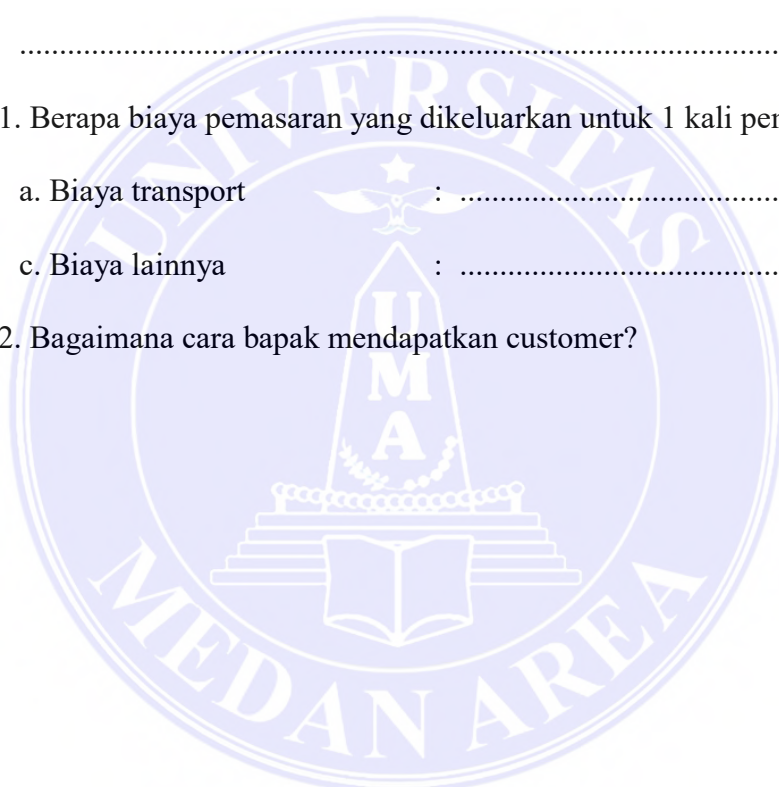 ................................................................................................
1. Berapa biaya pemasaran yang dikeluarkan untuk 1 kali
a. Biaya transport : ........................................
c. Biaya lainnya : ........................................
2. Bagaimana cara bapak mendapatkan customer?
UNIVERSITAS
UMA
MEDAN AREA